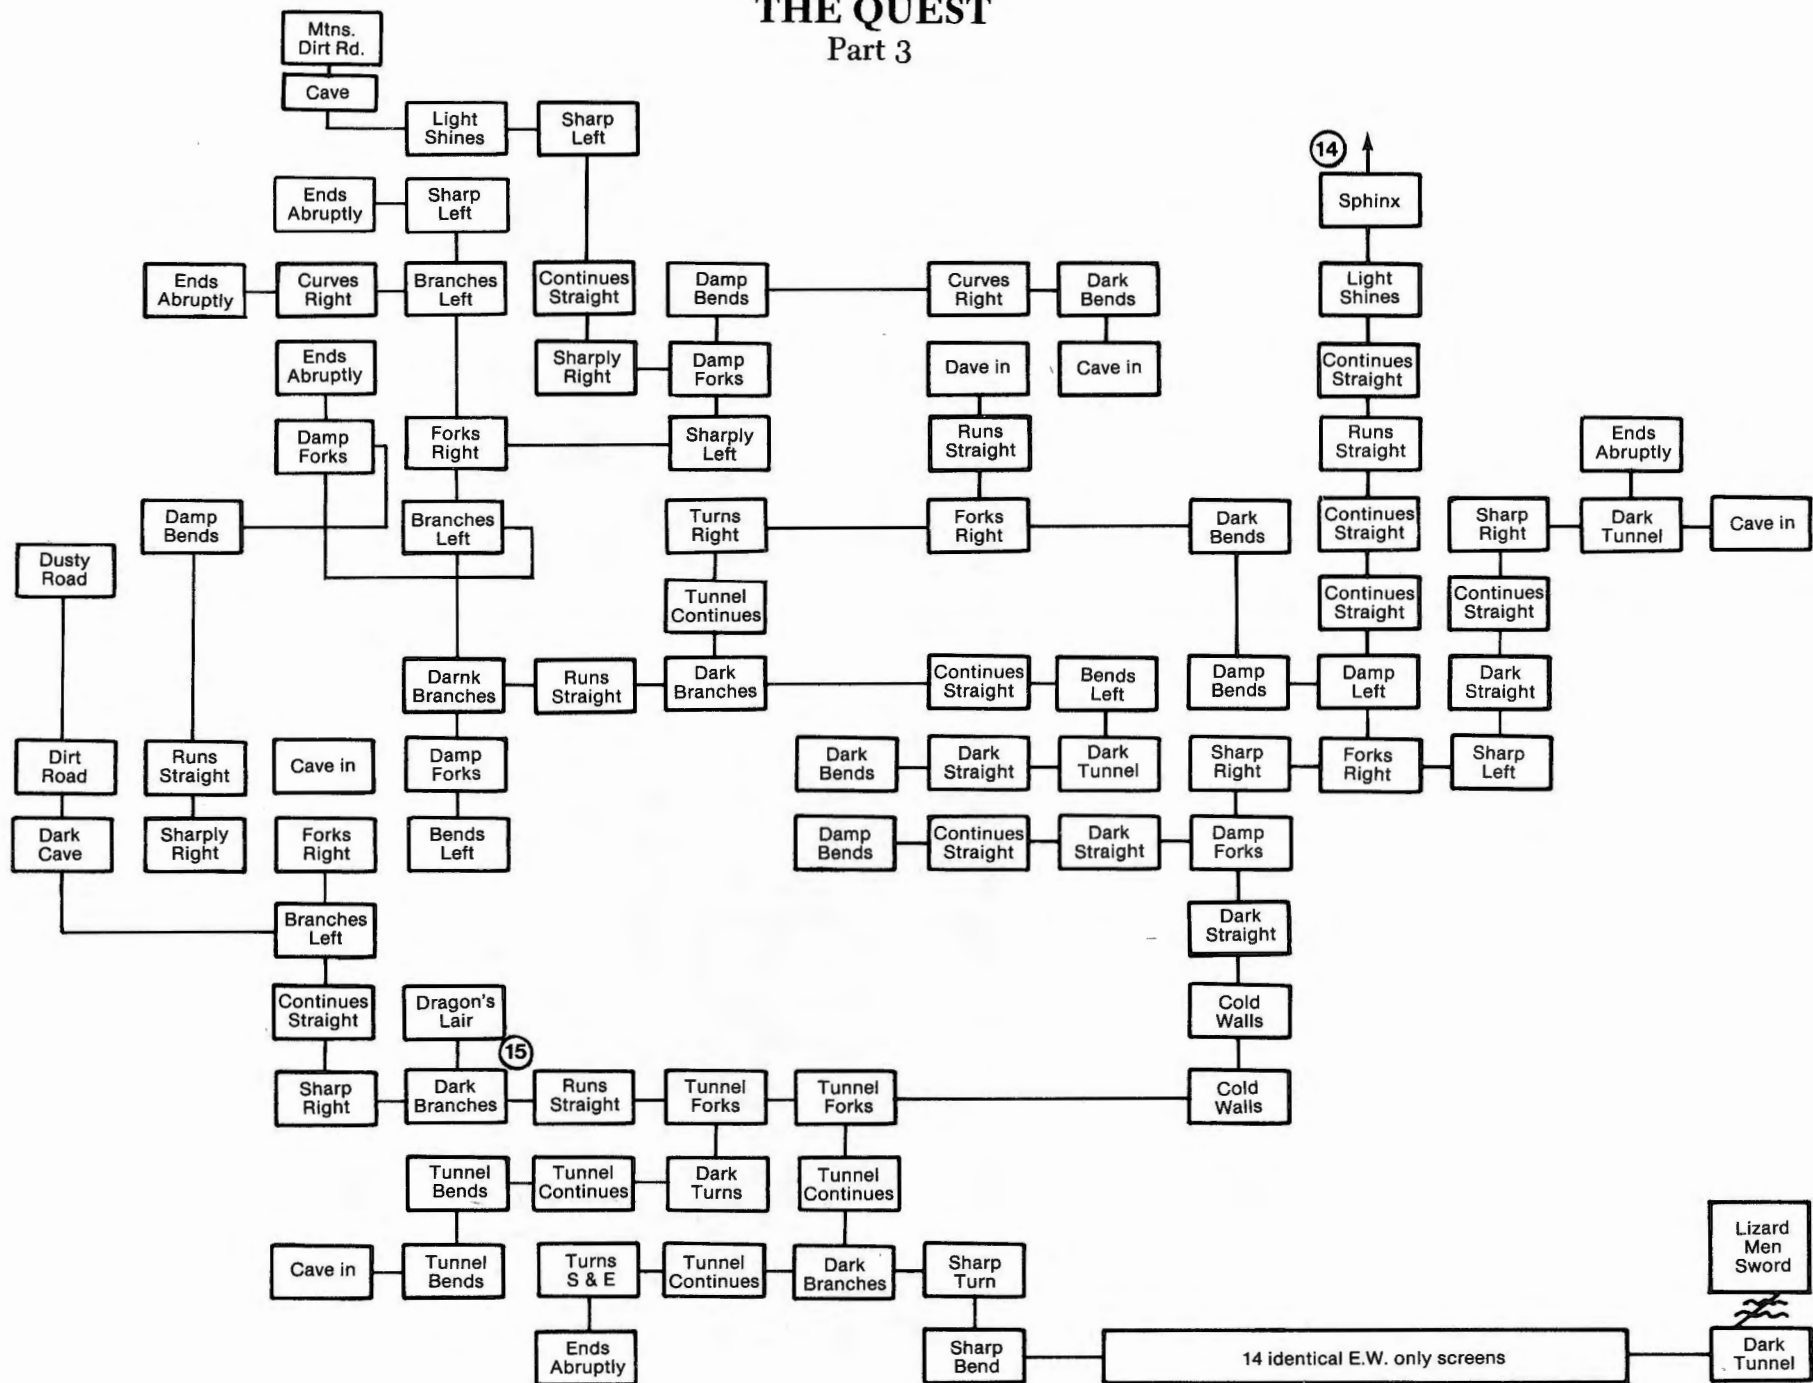 THE QUEST
Part 3
Mtns.
Dirt Rd.
Cave
Light
Shines
Sharp
Left
14
Sphinx
Ends
Abruptly
Sharp
Left
Ends
Abruptly
Curves
Right
Branches
Left
Continues
Straight
Damp
Bends
Curves
Right
Dark
Bends
Light
Shines
Ends
Abruptly
Sharply
Right
Damp
Forks
Dave in
Cave in
Continues
Straight
Damp
Forks
Forks
Right
Sharply
Left
Runs
Straight
Runs
Straight
Ends
Abruptly
Damp
Bends
Branches
Left
Turns
Right
Forks
Right
Dark
Bends
Continues
Straight
Sharp
Right
Dark
Tunnel
Cave in
Dusty
Road
Tunnel
Continues
Continues
Straight
Continues
Straight
Darnk
Branches
Runs
Straight
Dark
Branches
Continues
Straight
Bends
Left
Damp
Bends
Damp
Left
Dark
Straight
Dirt
Road
Runs
Straight
Cave in
Damp
Forks
Dark
Bends
Dark
Straight
Dark
Tunnel
Sharp
Right
Forks
Right
Sharp
Left
Dark
Cave
Sharply
Right
Forks
Right
Bends
Left
Damp
Bends
Continues
Straight
Dark
Straight
Damp
Forks
Branches
Left
Dark
Straight
Continues
Straight
Dragon's
Lair
Cold
Walls
15
Sharp
Right
Dark
Branches
Runs
Straight
Tunnel
Forks
Tunnel
Forks
Cold
Walls
Tunnel
Bends
Tunnel
Continues
Dark
Turns
Tunnel
Continues
Lizard
Men
Sword
Cave in
Tunnel
Bends
Turns
S & E
Tunnel
Continues
Dark
Branches
Sharp
Turn
Ends
Abruptly
Sharp
Bend
14 identical E.W. only screens
Dark
Tunnel